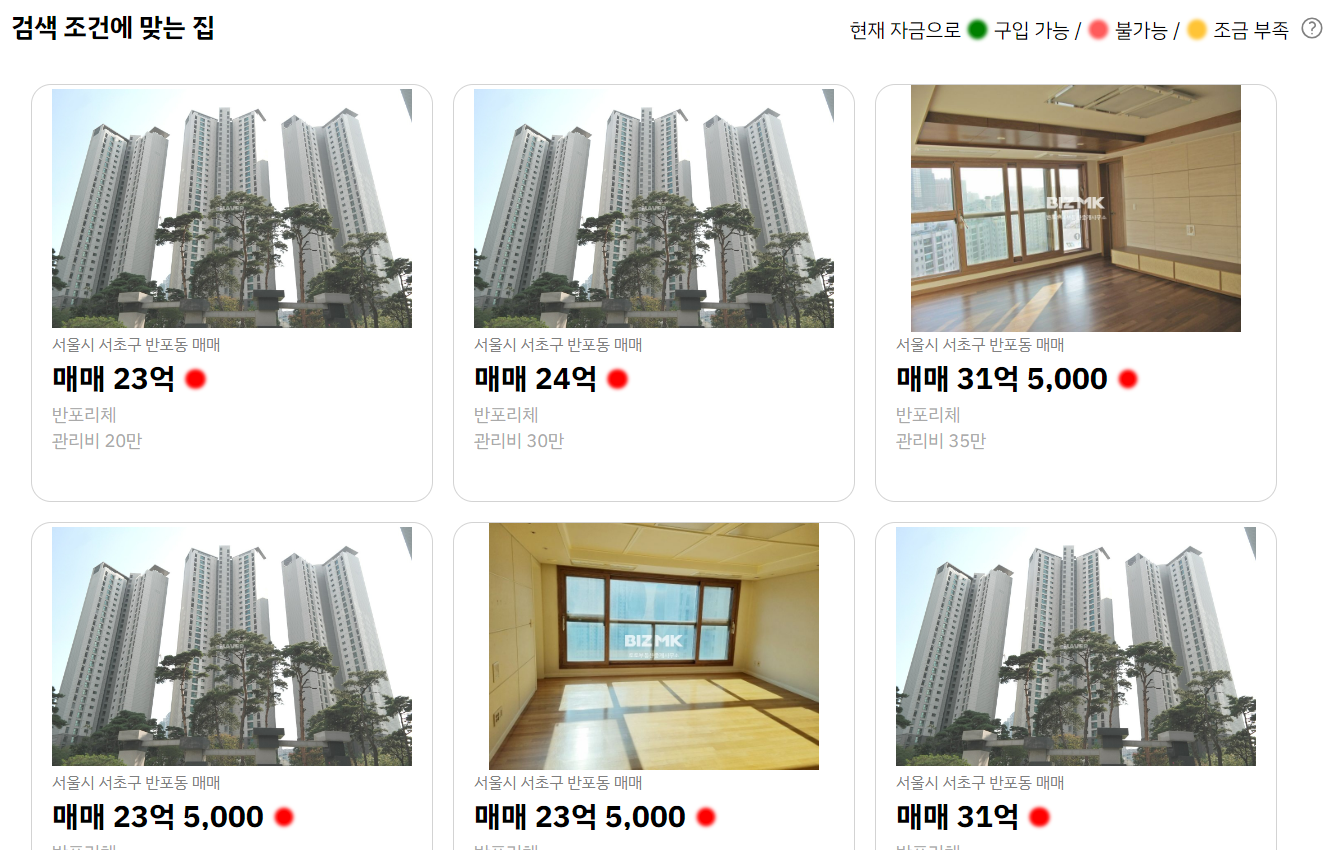 검색 조건에 맞는 집
현재 자금으로 구입 가능 / 불가능 / 조금 부족 ?
서울시 서초구 반포동 매매
매매 23억
반포리체
관리비 20만
서울시 서초구 반포동 매매
매매 24억
반포리체
관리비 30만
BIZMK
서울시 서초구 반포동 매매
매매 31억 5,000
반포리체
관리비 35만
서울시 서초구 반포동 매매
매매 23억 5,000
BIZMK
서울시 서초구 반포동 매매
매매 23억 5,000
서울시 서초구 반포동 매매
매매 31억